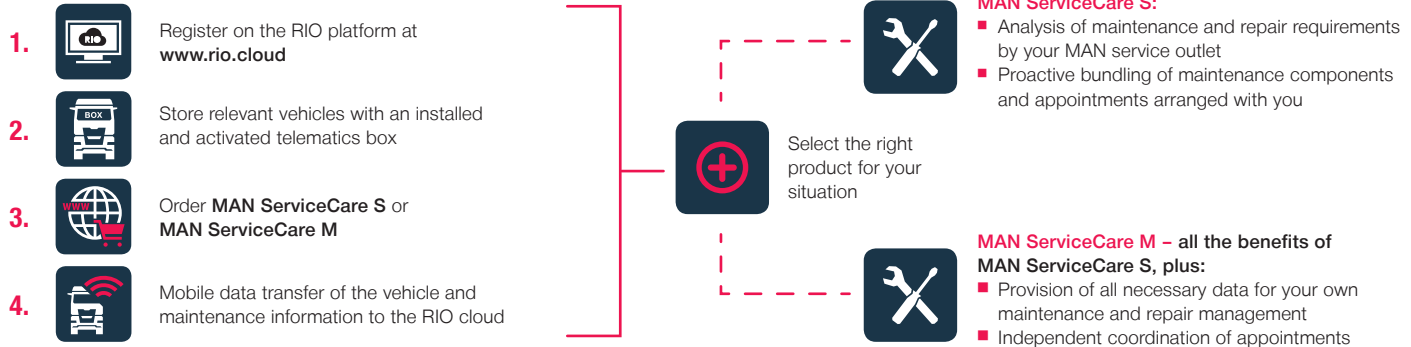 1.
RIO
Register on the RIO platform at
www.rio.cloud
2.
BOX
Store relevant vehicles with an installed
and activated telematics box
3.
WWW
Order MAN ServiceCare S or
MAN ServiceCare M
4.
Mobile data transfer of the vehicle and
maintenance information to the RIO cloud
Select the right
product for your
situation
MAN ServiceCare S:
■ Analysis of maintenance and repair requirements
by your MAN service outlet
■ Proactive bundling of maintenance components
and appointments arranged with you
MAN ServiceCare M – all the benefits of
MAN ServiceCare S, plus:
■ Provision of all necessary data for your own
maintenance and repair management
■ Independent coordination of appointments